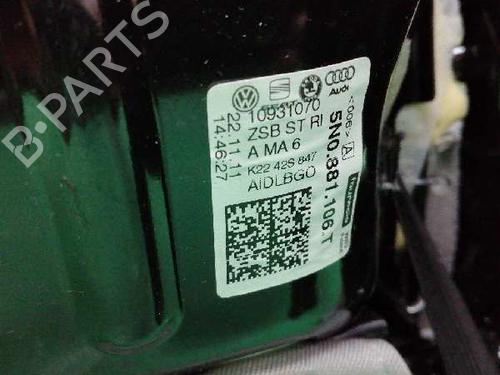 B-PARTS
Audi
10931070
ZSB ST RI
A MA 6
K22 42S 847
AIDLBGO
22.11.11
14:46:27
<006> A
5N0.881.106.T